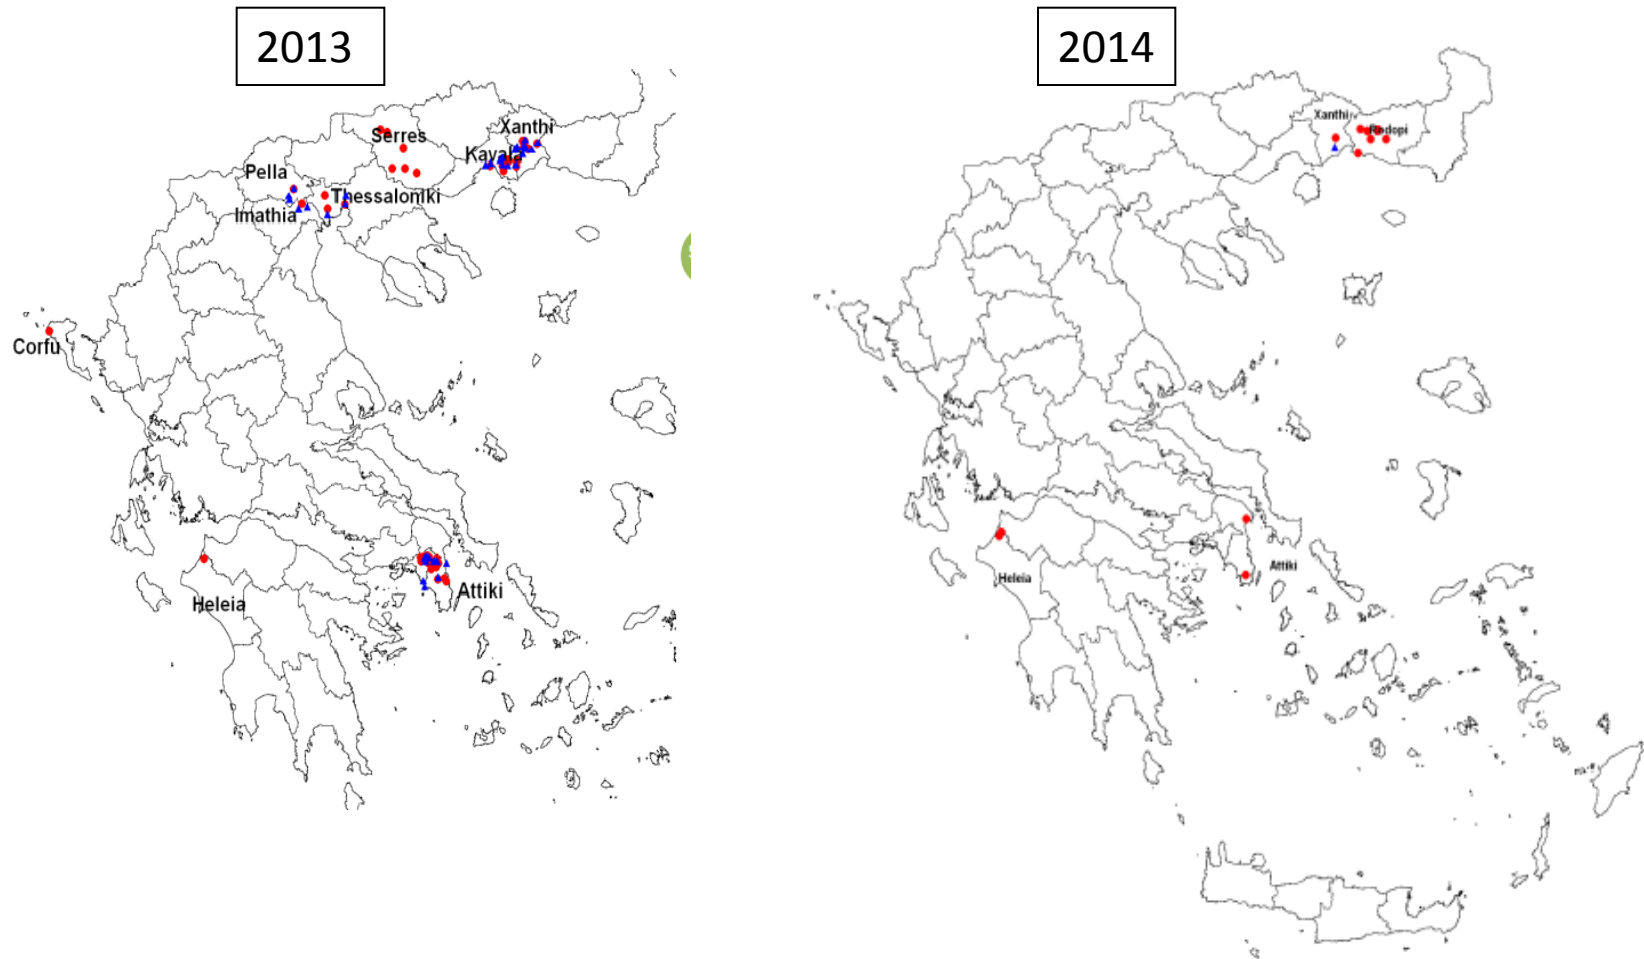 2013
2014
Xanthi
Serres
Kavala
Pella
Thessaloniki
Imathia
Corfu
Attiki
Heleia
Xanthi
Rodopi
Attiki
Heleia